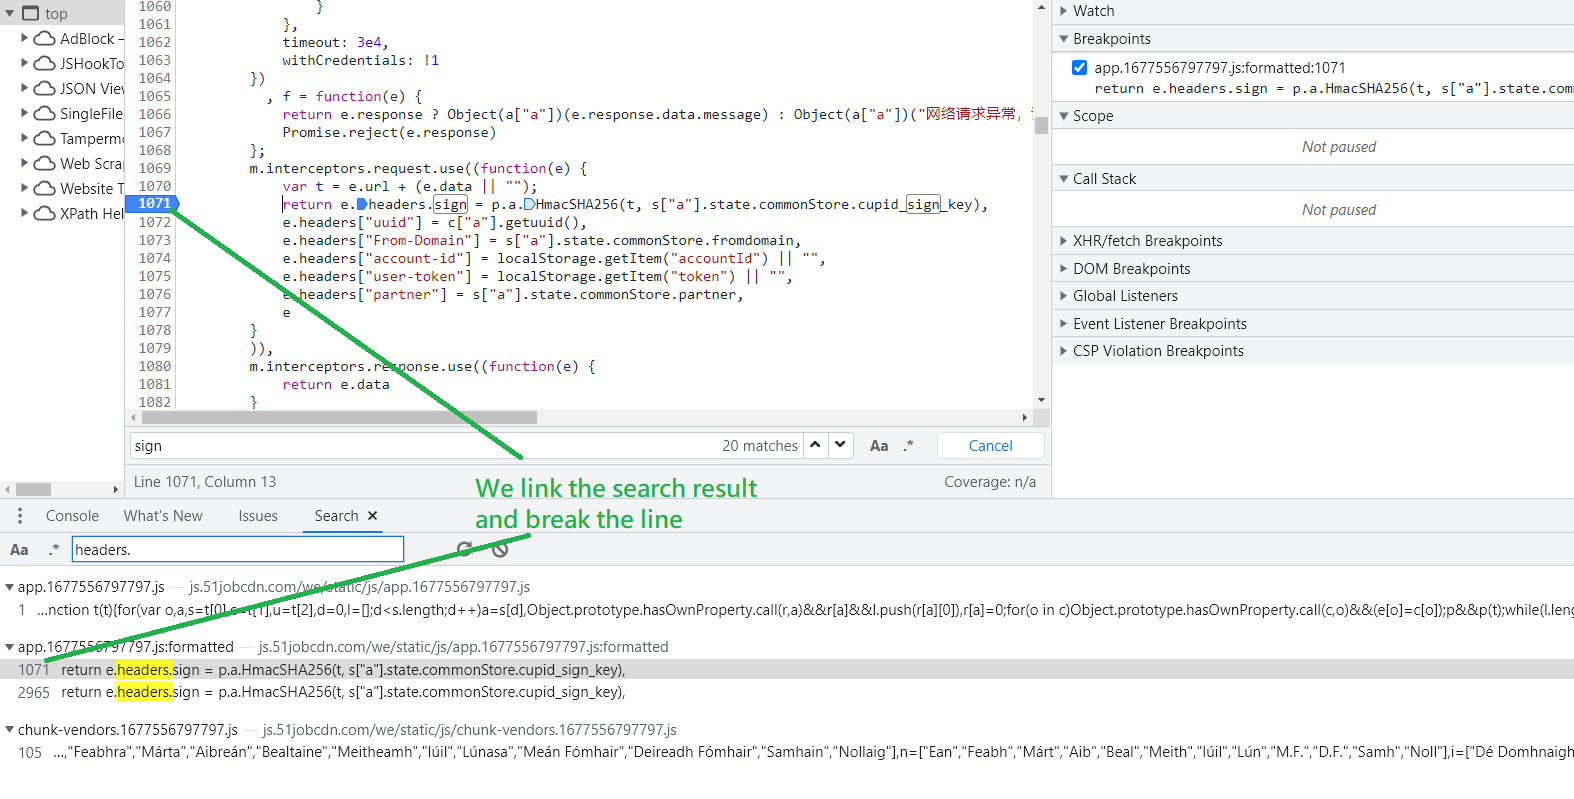 top
AdBlock –
JSHookTo
JSON View
SingleFile
Tampermo
Web Scrap
Website T
XPath Hel
1060 }
1061 },
1062 timeout: 3e4,
1063 withCredentials: !1
1064 })
1065 , f = function(e) {
1066 return e.response ? Object(a["a"])(e.response.data.message) : Object(a["a"])("网络请求异常，
1067 Promise.reject(e.response)
1068 };
1069 m.interceptors.request.use((function(e) {
1070 var t = e.url + (e.data || "");
1071 return e.headers.sign = p.a.HmacSHA256(t, s["a"].state.commonStore.cupid_sign_key),
1072 e.headers["uuid"] = c["a"].getuuid(),
1073 e.headers["From-Domain"] = s["a"].state.commonStore.fromdomain,
1074 e.headers["account-id"] = localStorage.getItem("accountId") || "",
1075 e.headers["user-token"] = localStorage.getItem("token") || "",
1076 e.headers["partner"] = s["a"].state.commonStore.partner,
1077 e
1078 }
1079 )),
1080 m.interceptors.response.use((function(e) {
1081 return e.data
1082 }
sign 20 matches Aa .* Cancel
Line 1071, Column 13 Coverage: n/a
Watch
Breakpoints
app.1677556797797.js:formatted:1071
return e.headers.sign = p.a.HmacSHA256(t, s["a"].state.com
Scope
Not paused
Call Stack
Not paused
XHR/fetch Breakpoints
DOM Breakpoints
Global Listeners
Event Listener Breakpoints
CSP Violation Breakpoints
We link the search result
and break the line
Console What's New Issues Search ✕
Aa .* headers.
app.1677556797797.js — js.51jobcdn.com/we/static/js/app.1677556797797.js
1 ...nction t(t){for(var o,a,s=t[0],c=t[1],u=t[2],d=0,l=[];d<s.length;d++)a=s[d],Object.prototype.hasOwnProperty.call(r,a)&&r[a]&&l.push(r[a][0]),r[a]=0;for(o in c)Object.prototype.hasOwnProperty.call(c,o)&&(e[o]=c[o]);p&&p(t);while(l.leng
app.1677556797797.js:formatted — js.51jobcdn.com/we/static/js/app.1677556797797.js:formatted
1071 return e.headers.sign = p.a.HmacSHA256(t, s["a"].state.commonStore.cupid_sign_key),
2965 return e.headers.sign = p.a.HmacSHA256(t, s["a"].state.commonStore.cupid_sign_key),
chunk-vendors.1677556797797.js — js.51jobcdn.com/we/static/js/chunk-vendors.1677556797797.js
105 ...,"Feabhra","Márta","Aibreán","Bealtaine","Meitheamh","Iúil","Lúnasa","Meán Fómhair","Deireadh Fómhair","Samhain","Nollaig"],n=["Ean","Feabh","Márt","Aib","Beal","Meith","Iúil","Lún","M.F.","D.F.","Samh","Noll"],i=["Dé Domhnaigh